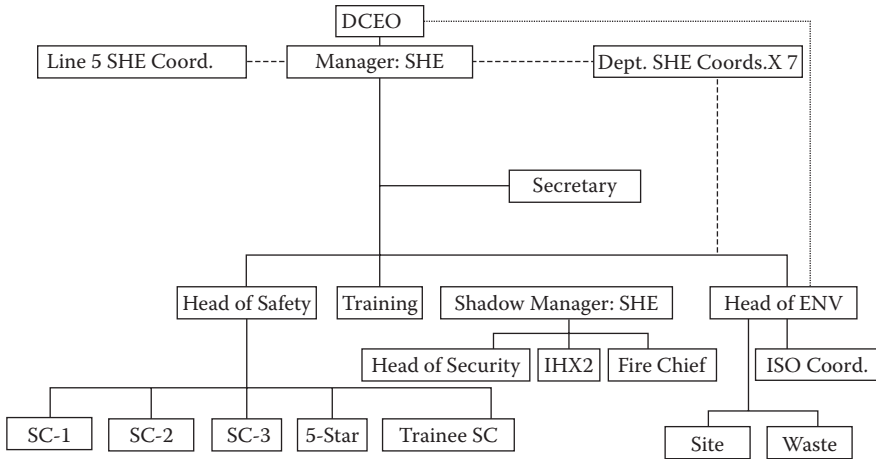 DCEO
Line 5 SHE Coord.
Manager: SHE
Dept. SHE Coords.X 7
Secretary
Head of Safety
Training
Shadow Manager: SHE
Head of ENV
Head of Security
IHX2
Fire Chief
ISO Coord.
SC-1
SC-2
SC-3
5-Star
Trainee SC
Site
Waste